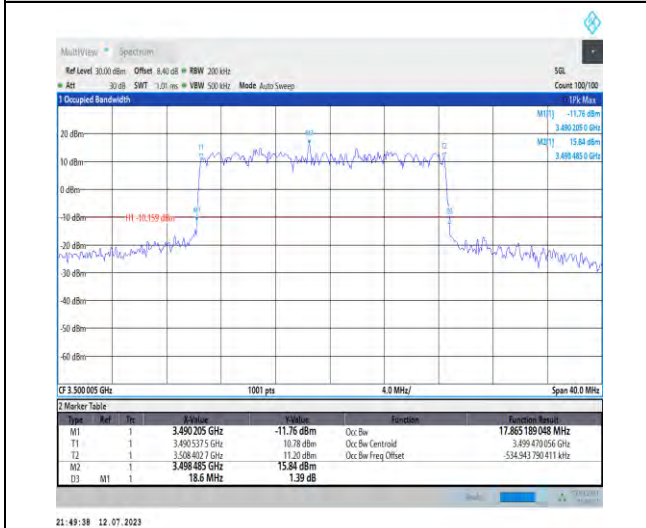 MultiView Spectrum
Ref Level 30.00 dBm Offset 8.40 dB RBW 200 kHz SGL
Att 30 dB SWT 1.01 ms VBW 500 kHz Mode Auto Sweep Count 100/100
1 Occupied Bandwidth 1Pk Max
M1[1] -11.76 dBm
3.490 205 0 GHz
M2[1] 15.84 dBm
3.498 485 0 GHz
20 dBm
T1 M2 T2
10 dBm
0 dBm
-10 dBm H1 -10.159 dBm M1 D3
-20 dBm
-30 dBm
-40 dBm
-50 dBm
-60 dBm
CF 3.500 005 GHz 1001 pts 4.0 MHz/ Span 40.0 MHz
2 Marker Table
Type Ref Trc X-Value Y-Value Function Function Result
M1 1 3.490 205 GHz -11.76 dBm Occ Bw 17.865 189 048 MHz
T1 1 3.490 537 5 GHz 10.78 dBm Occ Bw Centroid 3.499 470 056 GHz
T2 1 3.508 402 7 GHz 11.20 dBm Occ Bw Freq Offset -534.943 790 411 kHz
M2 1 3.498 485 GHz 15.84 dBm
D3 M1 1 18.6 MHz 1.39 dB
21:49:38 12.07.2023